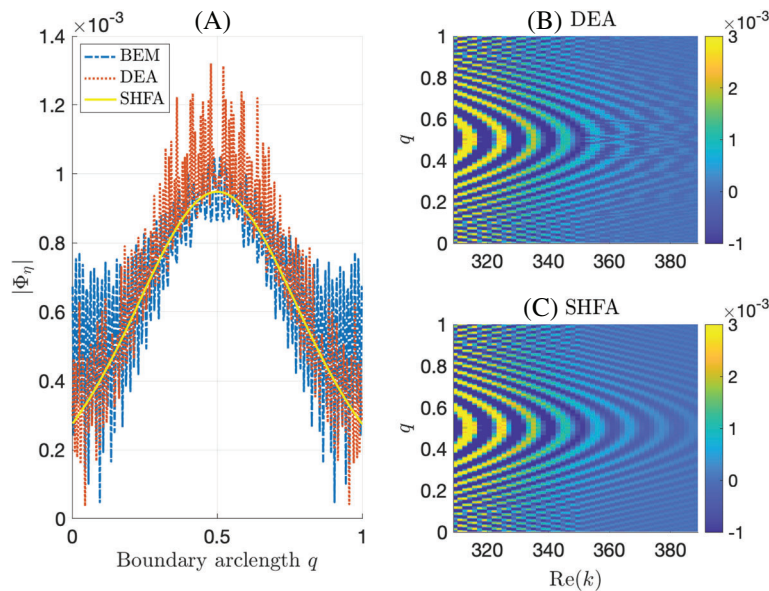 (A)
×10⁻³
1.4
1.2
1
0.8
0.6
0.4
0.2
0
|Φη|
BEM
DEA
SHFA
0 0.5 1
Boundary arclength q
(B) DEA
×10⁻³
1
0.8
0.6
0.4
0.2
0
q
320 340 360 380
3
2
1
0
-1
(C) SHFA
×10⁻³
1
0.8
0.6
0.4
0.2
0
q
320 340 360 380
Re(k)
3
2
1
0
-1